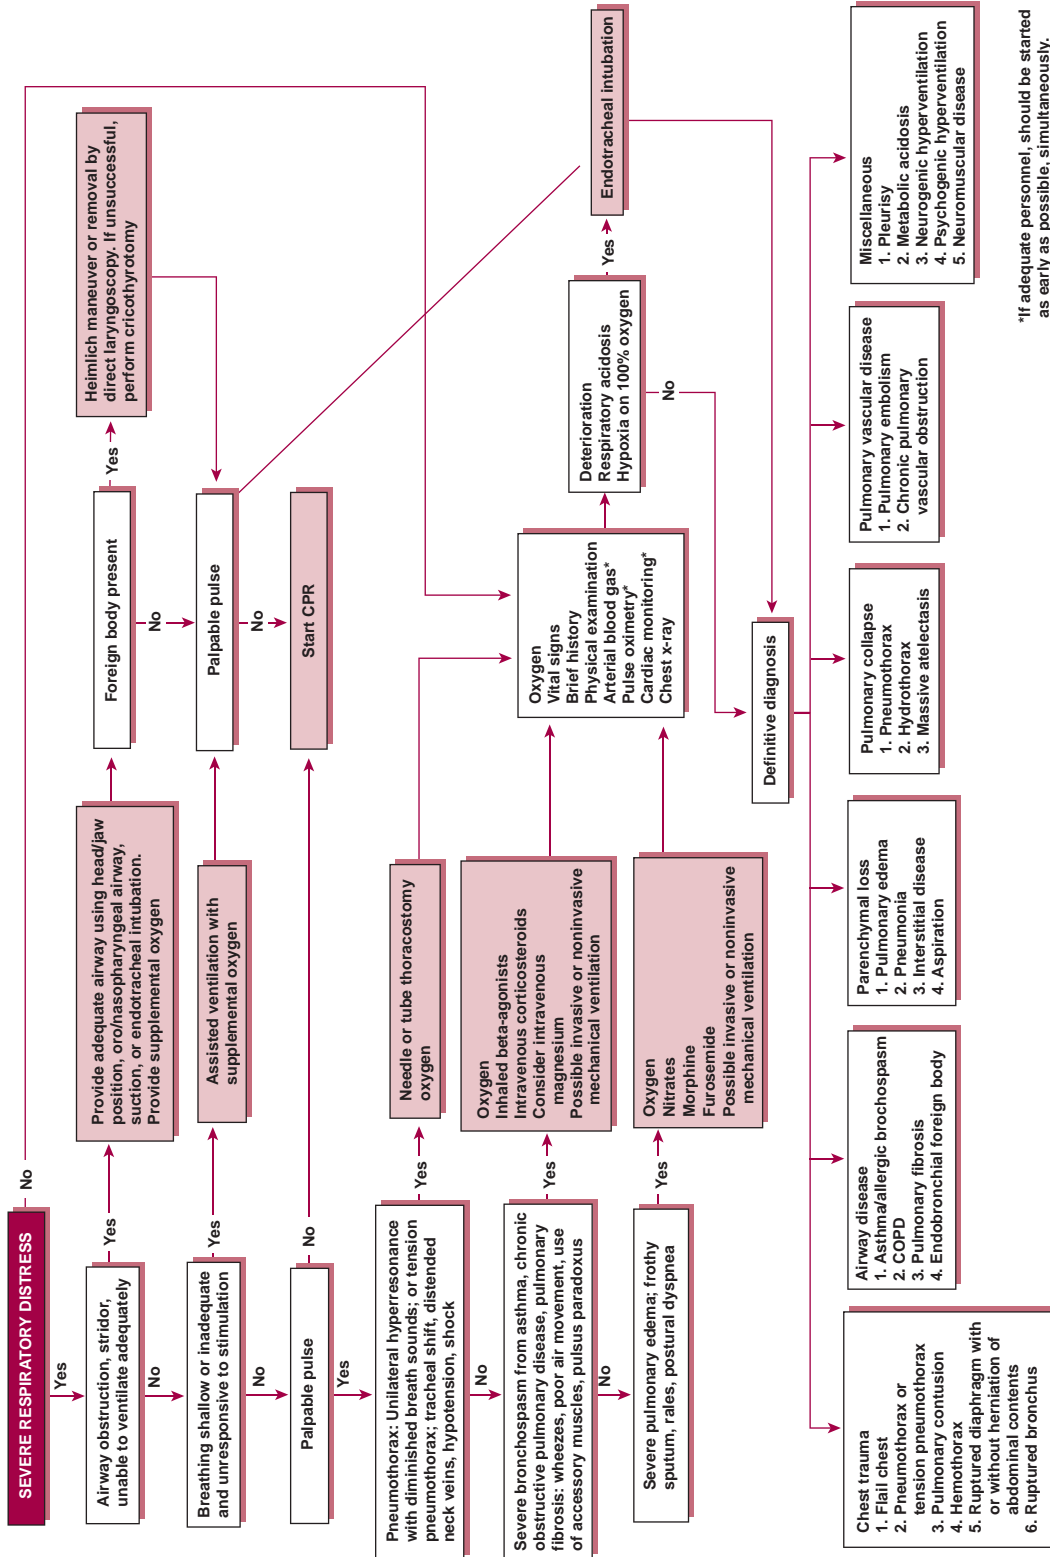 SEVERE RESPIRATORY DISTRESS
No
Yes
Airway obstruction, stridor,
unable to ventilate adequately
Yes
Provide adequate airway using head/jaw
position, oro/nasopharyngeal airway,
suction, or endotracheal intubation.
Provide supplemental oxygen
Foreign body present
Yes
Heimlich maneuver or removal by
direct laryngoscopy. If unsuccessful,
perform cricothyrotomy
No
No
Breathing shallow or inadequate
and unresponsive to stimulation
Yes
Assisted ventilation with
supplemental oxygen
Palpable pulse
No
No
Palpable pulse
No
Start CPR
Yes
Pneumothorax: Unilateral hyperresonance
with diminished breath sounds; or tension
pneumothorax; tracheal shift, distended
neck veins, hypotension, shock
Yes
Needle or tube thoracostomy
oxygen
No
Severe bronchospasm from asthma, chronic
obstructive pulmonary disease, pulmonary
fibrosis: wheezes, poor air movement, use
of accessory muscles, pulsus paradoxus
Yes
Oxygen
Inhaled beta-agonists
Intravenous corticosteroids
Consider intravenous
magnesium
Possible invasive or noninvasive
mechanical ventilation
Oxygen
Vital signs
Brief history
Physical examination
Arterial blood gas*
Pulse oximetry*
Cardiac monitoring*
Chest x-ray
Deterioration
Respiratory acidosis
Hypoxia on 100% oxygen
Yes
Endotracheal intubation
No
No
Severe pulmonary edema; frothy
sputum, rales, postural dyspnea
Yes
Oxygen
Nitrates
Morphine
Furosemide
Possible invasive or noninvasive
mechanical ventilation
Definitive diagnosis
Chest trauma
1. Flail chest
2. Pneumothorax or
tension pneumothorax
3. Pulmonary contusion
4. Hemothorax
5. Ruptured diaphragm with
or without herniation of
abdominal contents
6. Ruptured bronchus
Airway disease
1. Asthma/allergic brochospasm
2. COPD
3. Pulmonary fibrosis
4. Endobronchial foreign body
Parenchymal loss
1. Pulmonary edema
2. Pneumonia
3. Interstitial disease
4. Aspiration
Pulmonary collapse
1. Pneumothorax
2. Hydrothorax
3. Massive atelectasis
Pulmonary vascular disease
1. Pulmonary embolism
2. Chronic pulmonary
vascular obstruction
Miscellaneous
1. Pleurisy
2. Metabolic acidosis
3. Neurogenic hyperventilation
4. Psychogenic hyperventilation
5. Neuromuscular disease
*If adequate personnel, should be started
as early as possible, simultaneously.